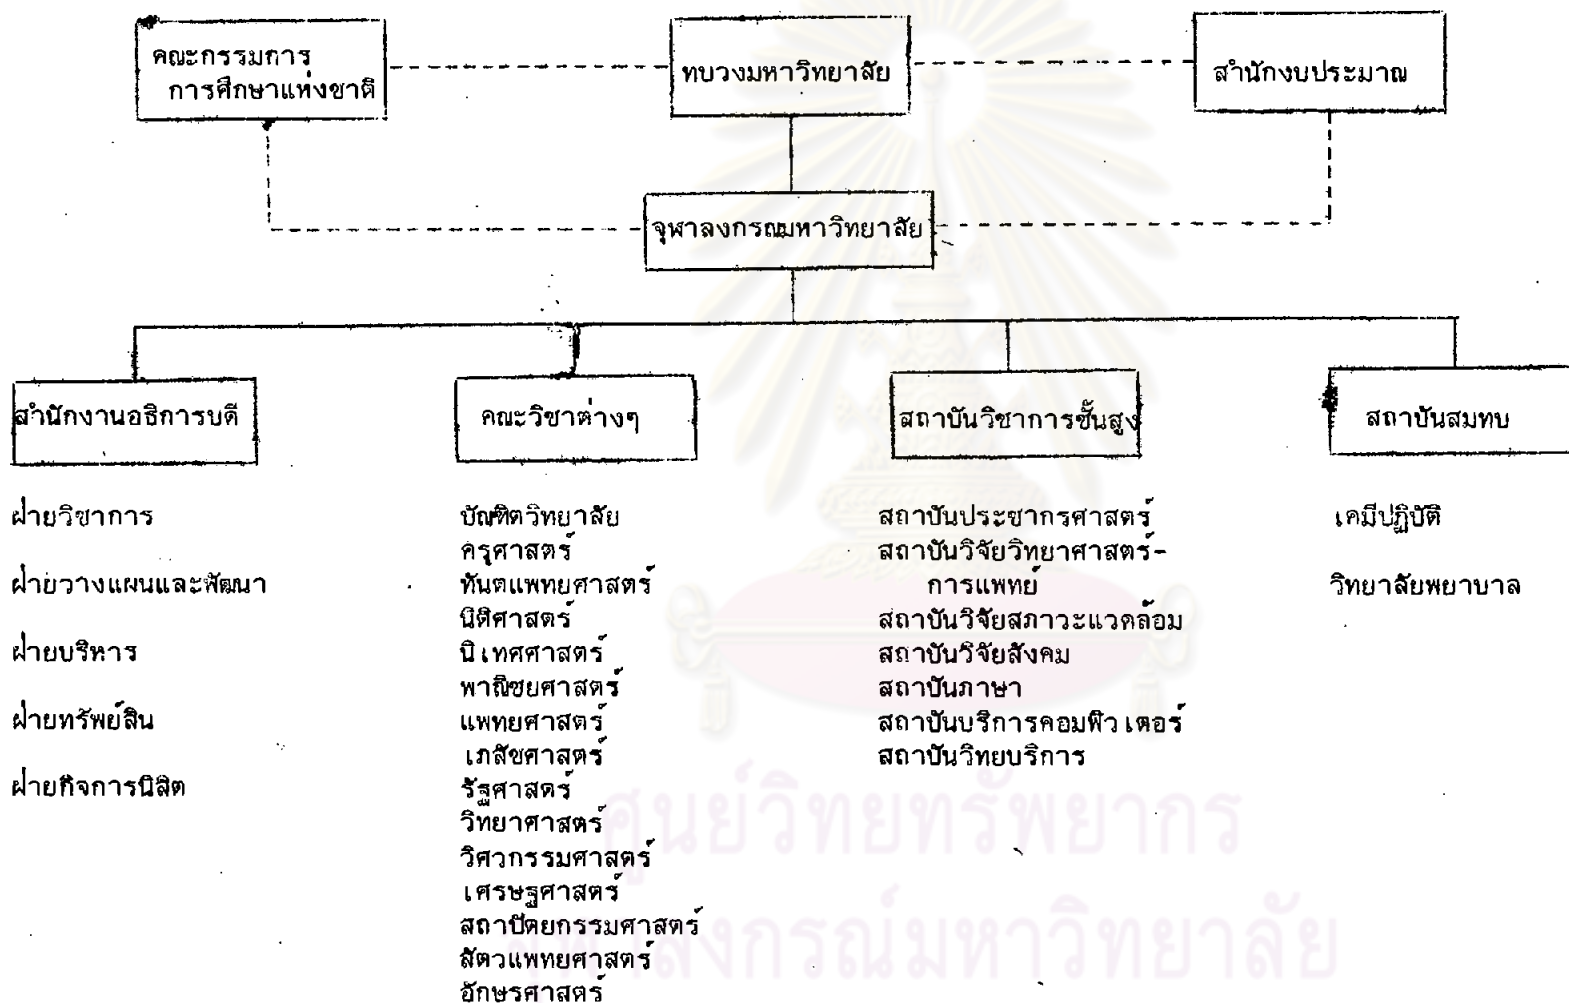 คณะกรรมการ
การศึกษาแห่งชาติ
ทบวงมหาวิทยาลัย
สำนักงบประมาณ
จุฬาลงกรณมหาวิทยาลัย
สำนักงานอธิการบดี
คณะวิชาต่างๆ
สถาบันวิชาการชั้นสูง
สถาบันสมทบ
ฝ่ายวิชาการ
ฝ่ายวางแผนและพัฒนา
ฝ่ายบริหาร
ฝ่ายทรัพย์สิน
ฝ่ายกิจการนิสิต
บัณฑิตวิทยาลัย
ครุศาสตร์
ทันตแพทยศาสตร์
นิติศาสตร์
นิเทศศาสตร์
พาณิชยศาสตร์
แพทยศาสตร์
เภสัชศาสตร์
รัฐศาสตร์
วิทยาศาสตร์
วิศวกรรมศาสตร์
เศรษฐศาสตร์
สถาปัตยกรรมศาสตร์
สัตวแพทยศาสตร์
อักษรศาสตร์
สถาบันประชากรศาสตร์
สถาบันวิจัยวิทยาศาสตร์-
การแพทย์
สถาบันวิจัยสภาวะแวดล้อม
สถาบันวิจัยสังคม
สถาบันภาษา
สถาบันบริการคอมพิวเตอร์
สถาบันวิทยบริการ
เคมีปฏิบัติ
วิทยาลัยพยาบาล
ศูนย์วิทยทรัพยากร
จุฬาลงกรณ์มหาวิทยาลัย